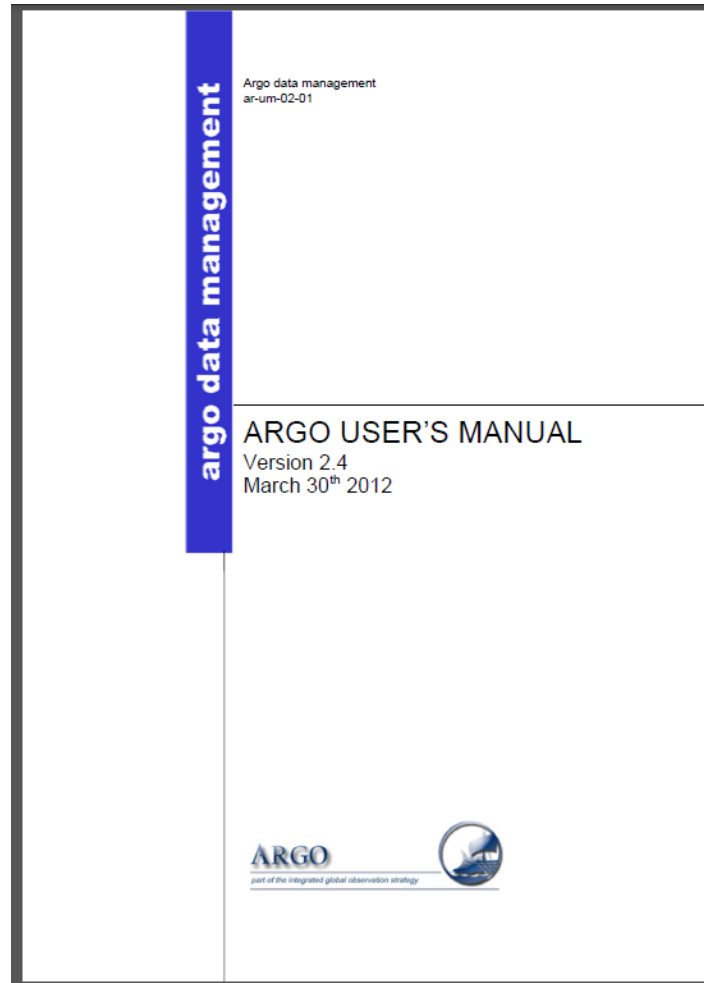 Argo data management
ar-um-02-01
argo data management
ARGO USER'S MANUAL
Version 2.4
March 30th 2012
ARGO
part of the integrated global observation strategy